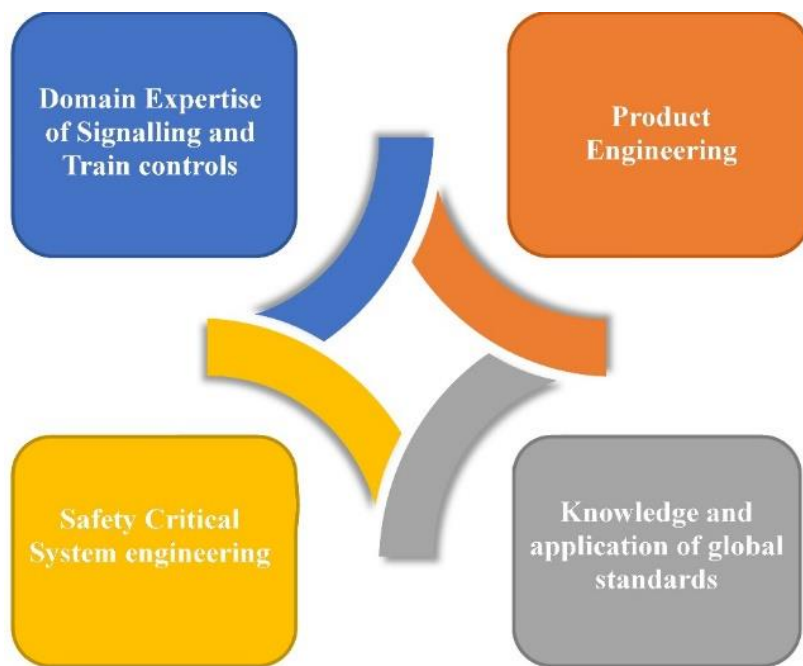 Domain Expertise
of Signalling and
Train controls
Product
Engineering
Safety Critical
System engineering
Knowledge and
application of global
standards